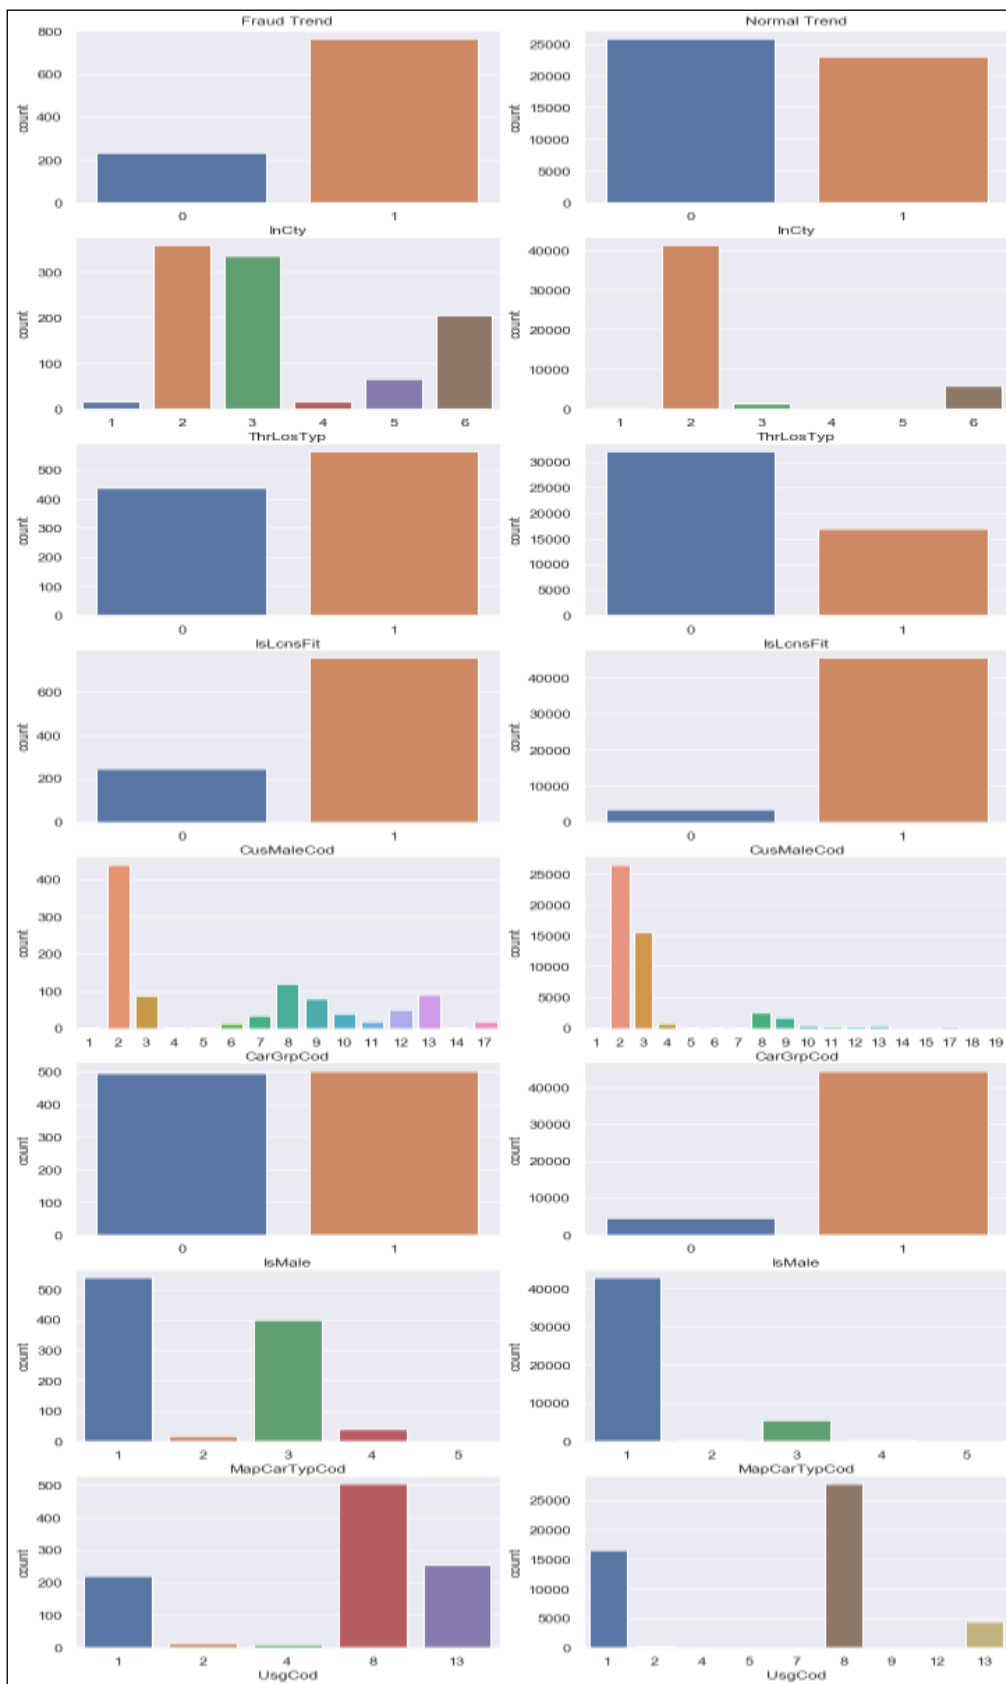 Fraud Trend Normal Trend
800 25000
600 20000
400 15000
10000
200 5000
0 0
count count
0 1 0 1
InCty InCty
300 40000
200 30000
100 20000
0 10000
0
count count
1 2 3 4 5 6 1 2 3 4 5 6
ThrLosTyp ThrLosTyp
500 30000
400 25000
300 20000
200 15000
100 10000
0 5000
0
count count
0 1 0 1
IsLcnsFit IsLcnsFit
600 40000
400 30000
200 20000
0 10000
0
count count
0 1 0 1
CusMaleCod CusMaleCod
400 25000
300 20000
200 15000
100 10000
0 5000
0
count count
1 2 3 4 5 6 7 8 9 10 11 12 13 14 17 1 2 3 4 5 6 7 8 9 10 11 12 13 14 15 17 18 19
CarGrpCod CarGrpCod
500 40000
400 30000
300 20000
200 10000
100 0
0
count count
0 1 0 1
IsMale IsMale
500 40000
400 30000
300 20000
200 10000
100 0
0
count count
1 2 3 4 5 1 2 3 4 5
MapCarTypCod MapCarTypCod
500 25000
400 20000
300 15000
200 10000
100 5000
0 0
count count
1 2 4 8 13 1 2 4 5 7 8 9 12 13
UsgCod UsgCod